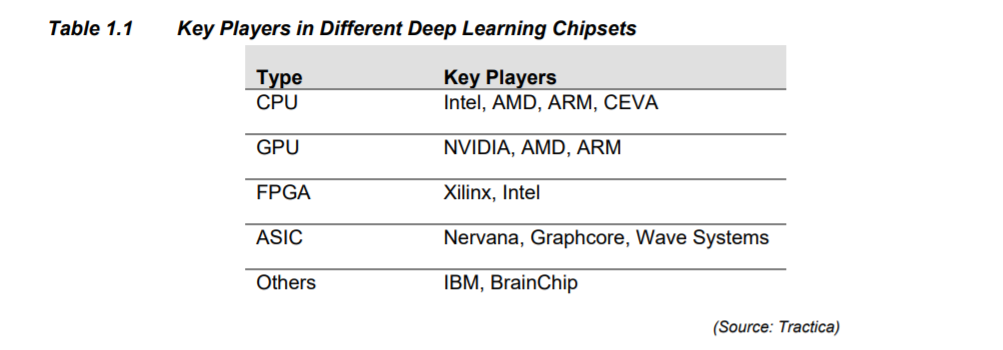 Table 1.1 Key Players in Different Deep Learning Chipsets
Type Key Players
CPU Intel, AMD, ARM, CEVA
GPU NVIDIA, AMD, ARM
FPGA Xilinx, Intel
ASIC Nervana, Graphcore, Wave Systems
Others IBM, BrainChip
(Source: Tractica)